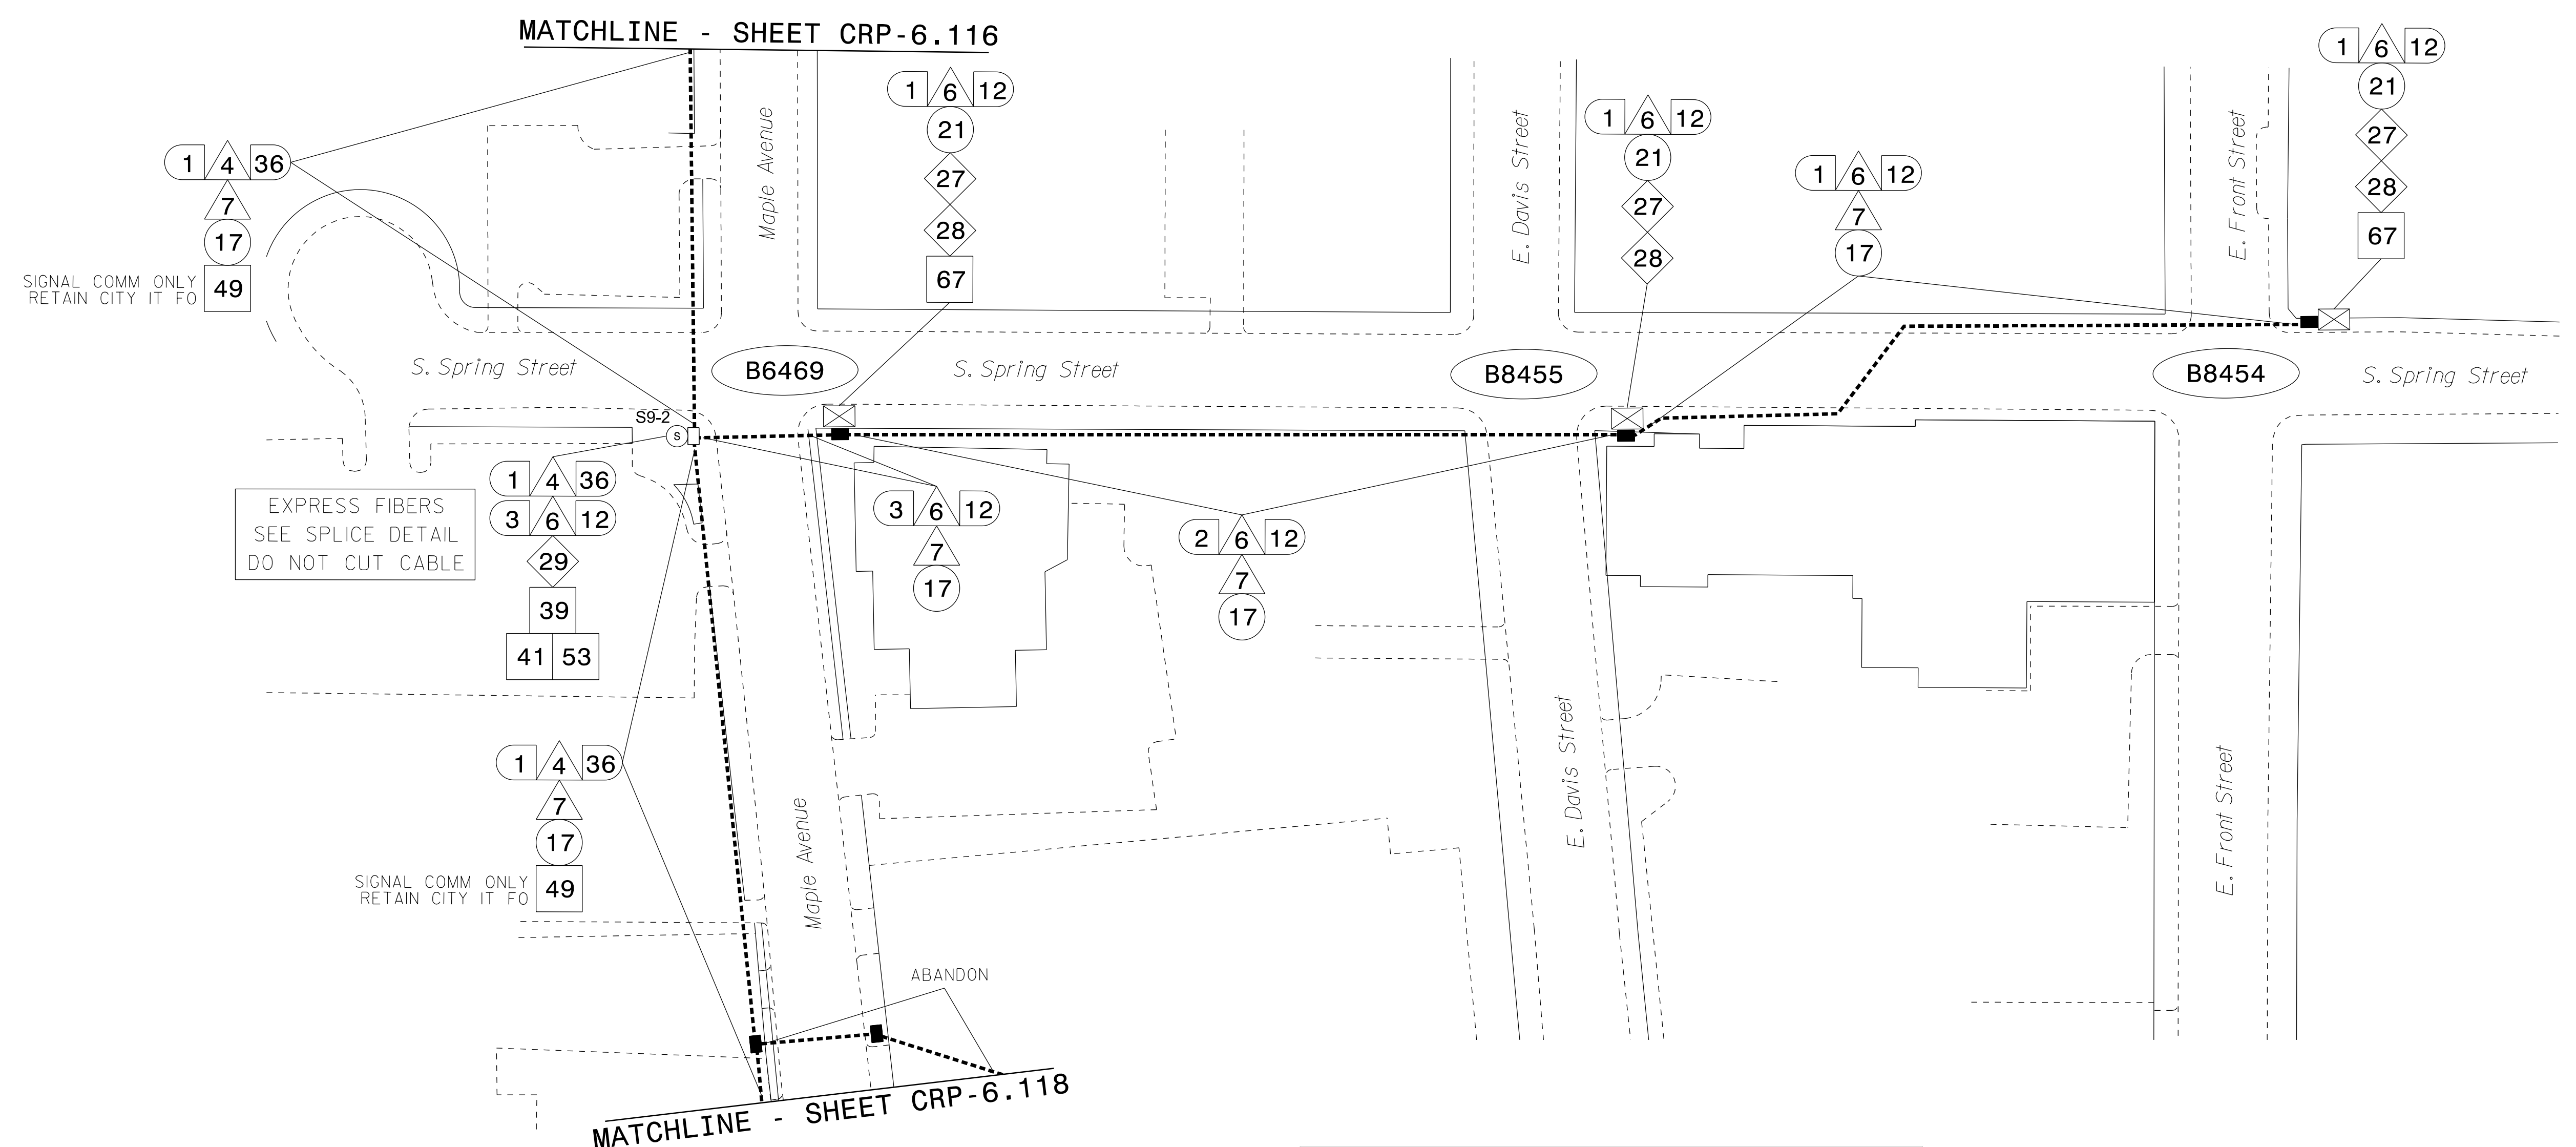 MATCHLINE - SHEET CRP-6.116
1 6 12
21
27
28
67
1 6 12
21
27
28
67
1 6 12
21
27
28
1 4 36
7
17
49
SIGNAL COMM ONLY
RETAIN CITY IT FO
1 6 12
7
17
Maple Avenue
E. Davis Street
E. Front Street
S. Spring Street
B6469
S. Spring Street
B8455
B8454
S. Spring Street
S9-2
S
1 4 36
3 6 12
29
39
41 53
EXPRESS FIBERS
SEE SPLICE DETAIL
DO NOT CUT CABLE
3 6 12
7
17
2 6 12
7
17
1 4 36
7
17
49
SIGNAL COMM ONLY
RETAIN CITY IT FO
Maple Avenue
E. Davis Street
E. Front Street
ABANDON
MATCHLINE - SHEET CRP-6.118